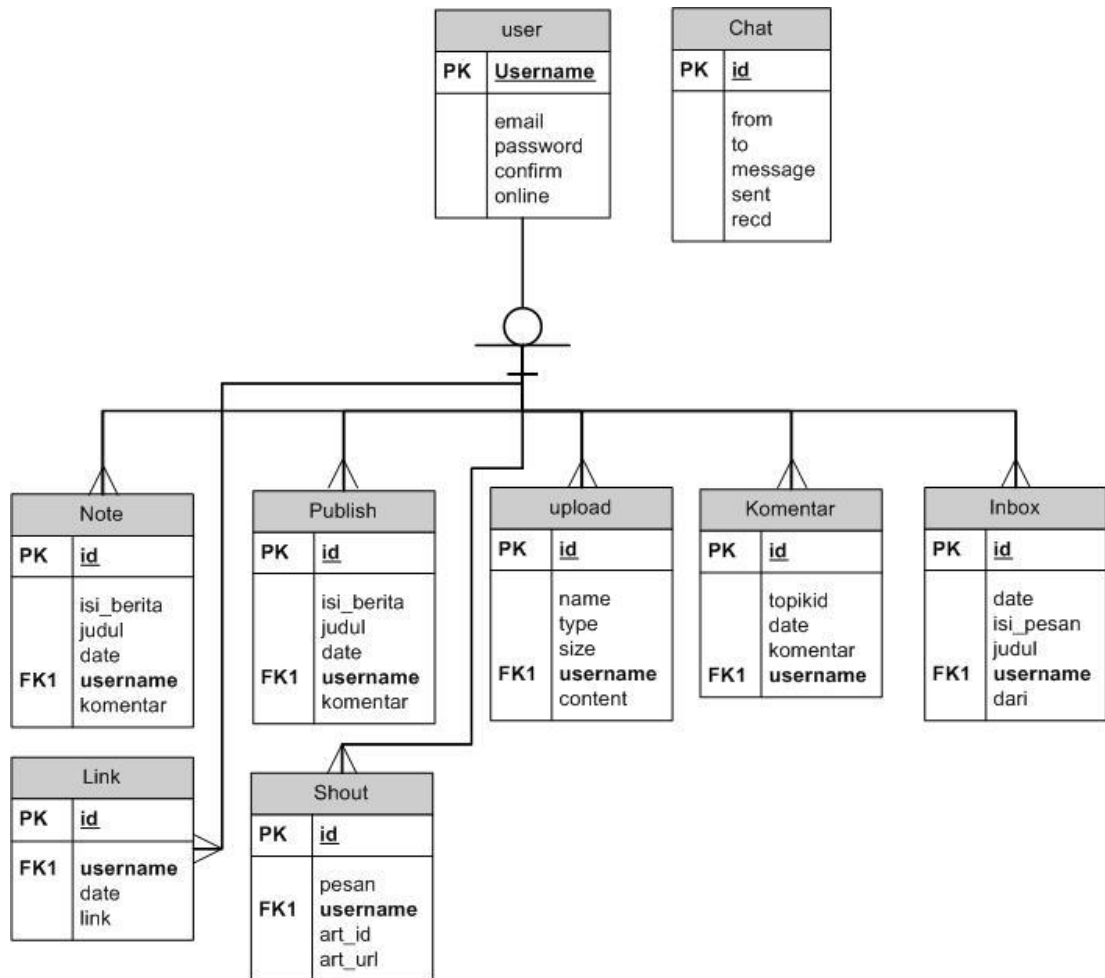 user
PK Username
email
password
confirm
online
Chat
PK id
from
to
message
sent
recd
Note
PK id
isi_berita
judul
date
FK1 username
komentar
Publish
PK id
isi_berita
judul
date
FK1 username
komentar
upload
PK id
name
type
size
FK1 username
content
Komentar
PK id
topikid
date
komentar
FK1 username
Inbox
PK id
date
isi_pesan
judul
FK1 username
dari
Link
PK id
FK1 username
date
link
Shout
PK id
pesan
FK1 username
art_id
art_url